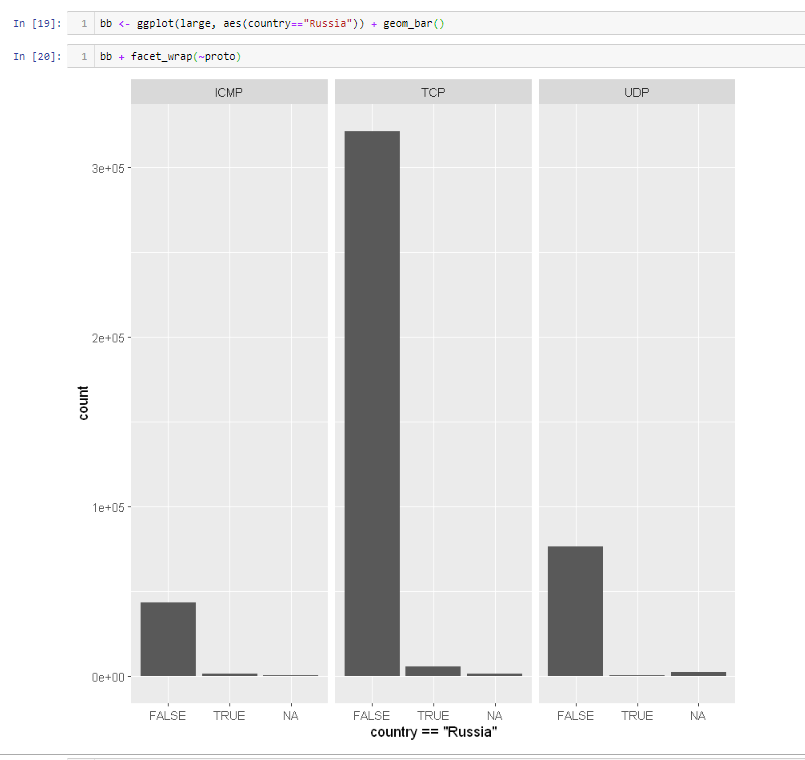 In [19]: 1 bb <- ggplot(large, aes(country=="Russia")) + geom_bar()
In [20]: 1 bb + facet_wrap(~proto)
ICMP TCP UDP
3e+05
2e+05
1e+05
0e+00
count
FALSE TRUE NA FALSE TRUE NA FALSE TRUE NA
country == "Russia"